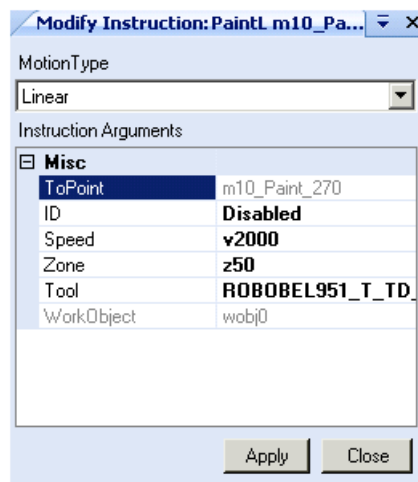 Modify Instruction: PaintL m10_Pa...
MotionType
Linear
Instruction Arguments
Misc
ToPoint m10_Paint_270
ID Disabled
Speed v2000
Zone z50
Tool ROBOBEL951_T_TD_
WorkObject wobj0
Apply Close